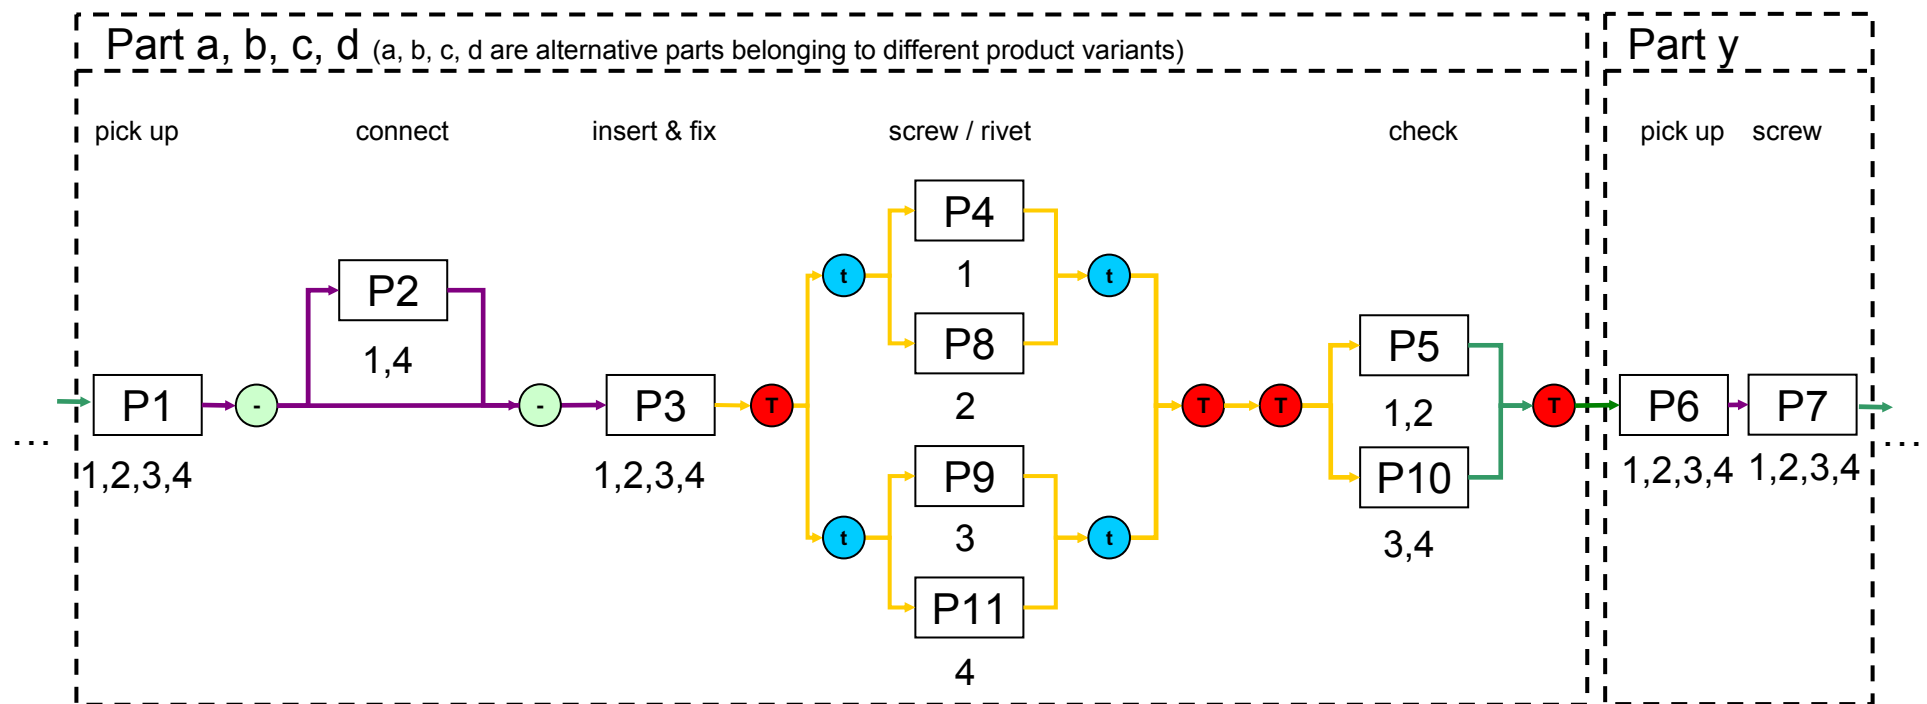 Part a, b, c, d (a, b, c, d are alternative parts belonging to different product variants)
Part y
pick up
connect
insert & fix
screw / rivet
check
pick up
screw
P4
1
P2
1,4
P8
2
P5
1,2
...
P1
1,2,3,4
-
-
P3
1,2,3,4
T
t
t
T
T
T
P6
1,2,3,4
P7
1,2,3,4
...
P9
3
P10
3,4
t
t
P11
4